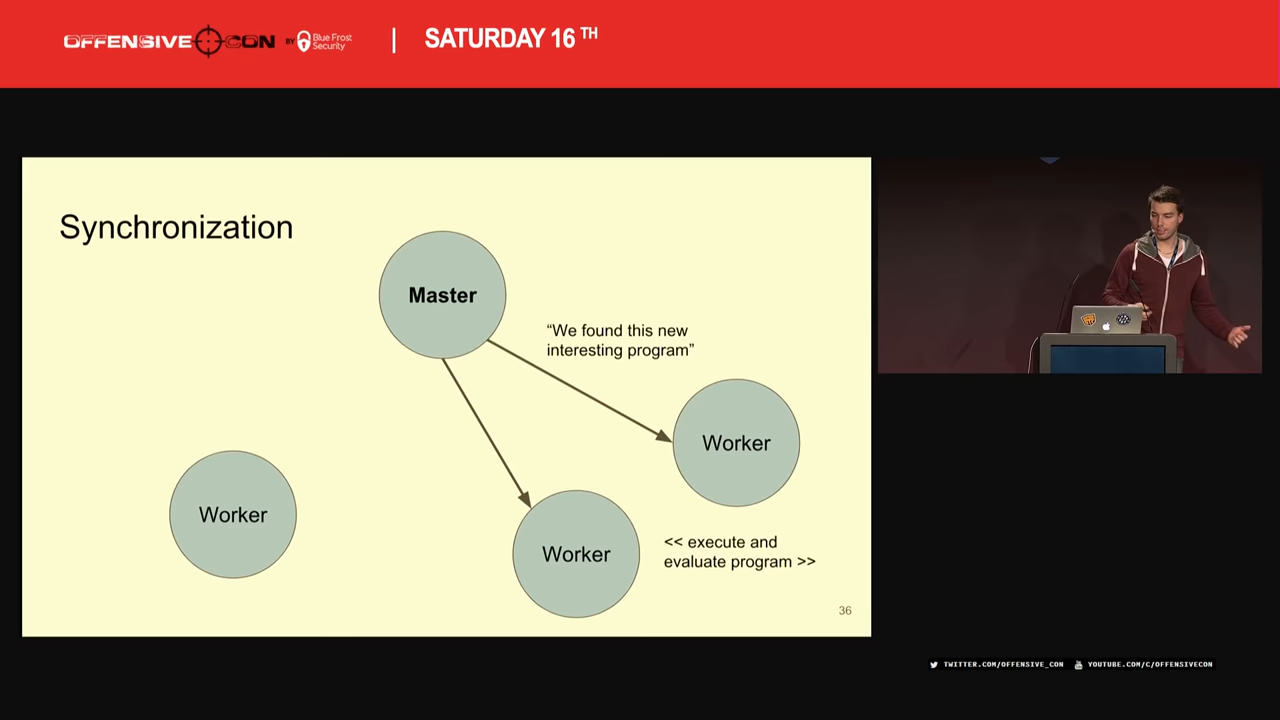 OFFENSIVE CON BY Blue Frost Security | SATURDAY 16 TH
Synchronization
Master
“We found this new
interesting program”
Worker
Worker
Worker
<< execute and
evaluate program >>
36
TWITTER.COM/OFFENSIVE_CON YOUTUBE.COM/C/OFFENSIVECON